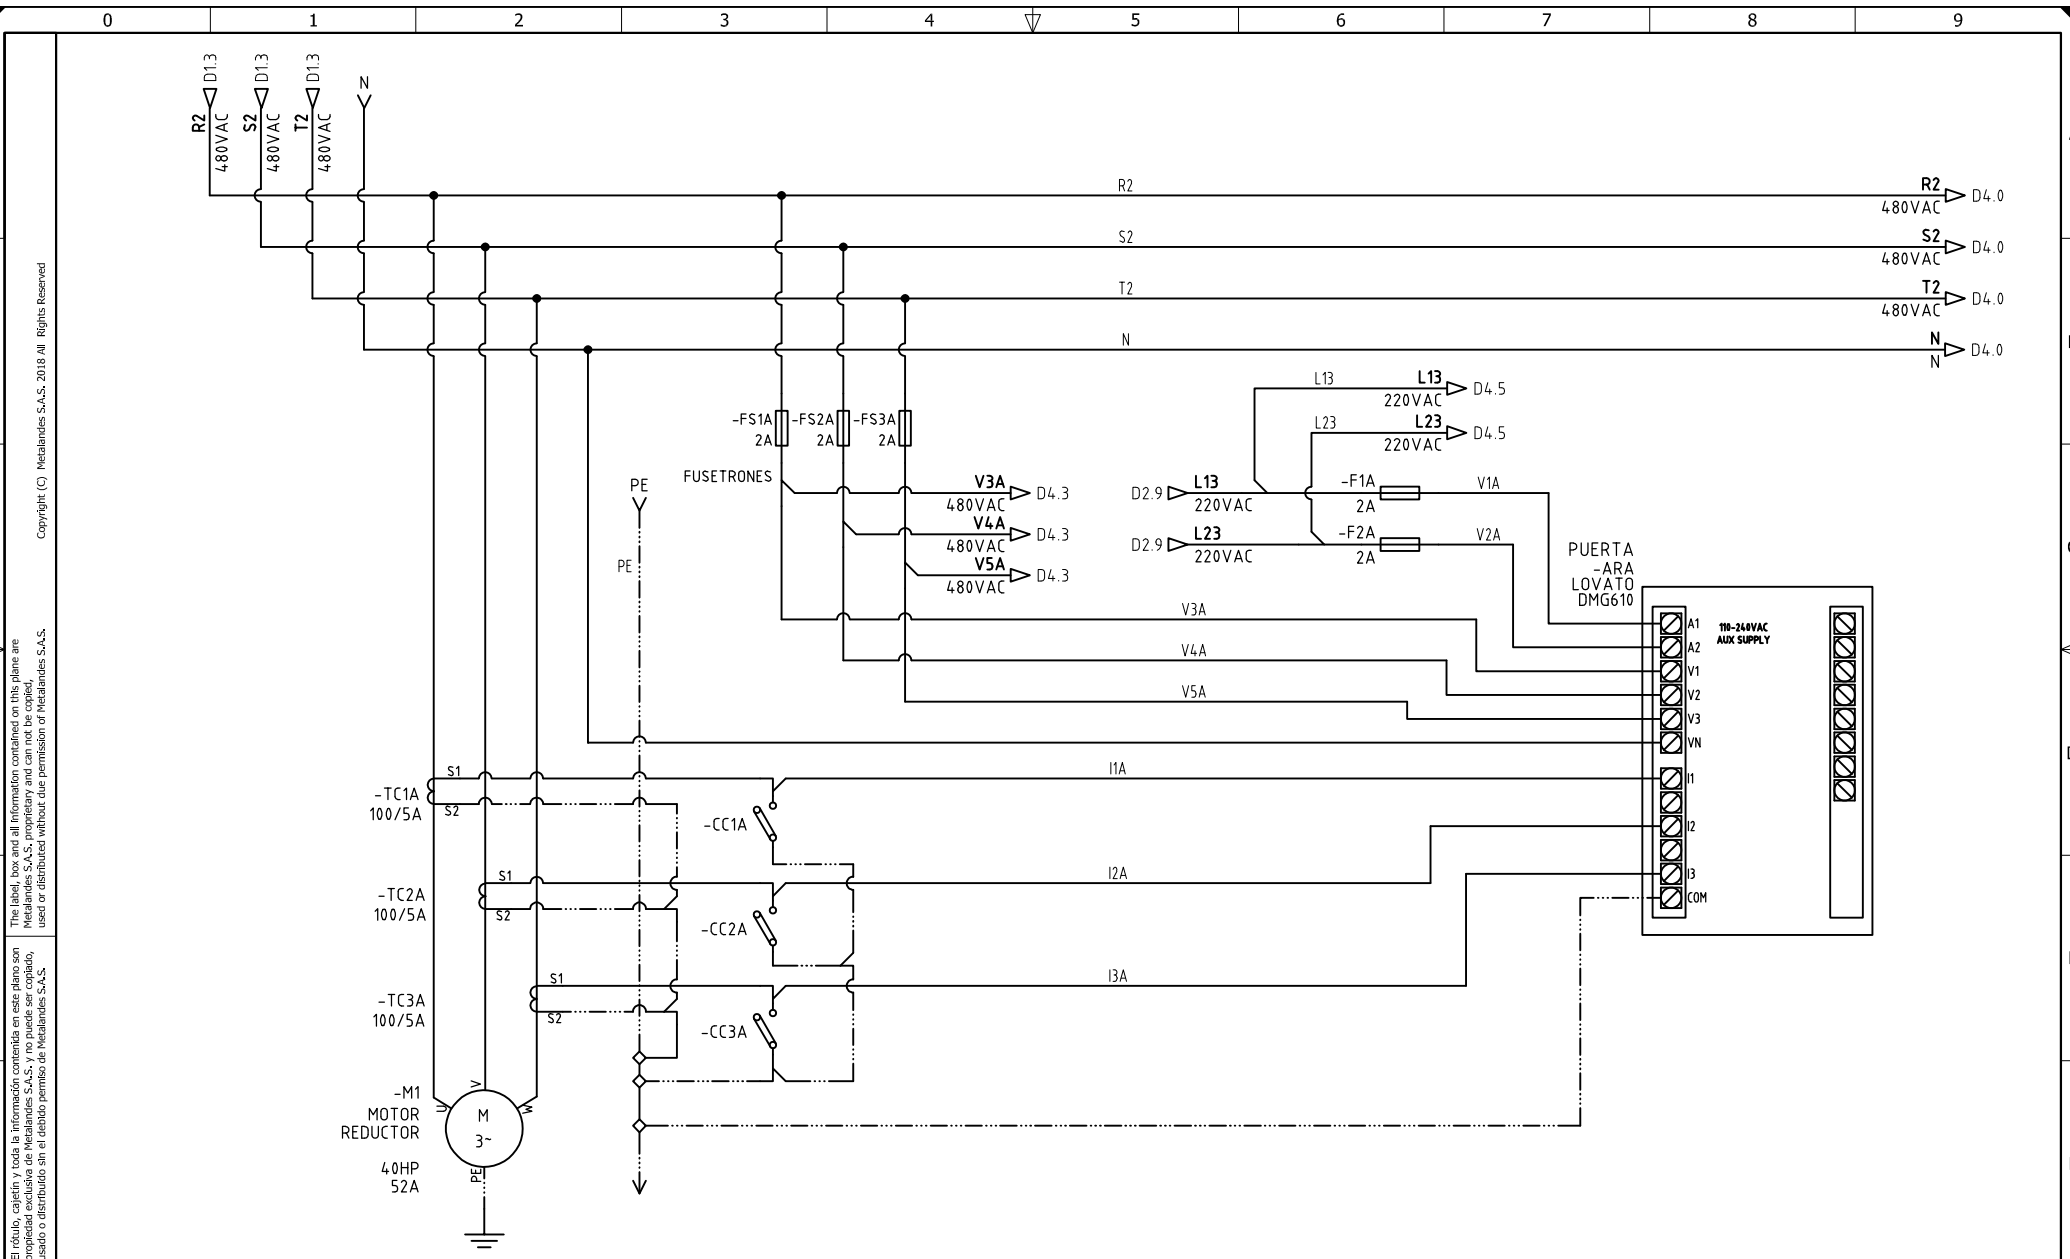 0 1 2 3 4 5 6 7 8 9
D1.3 D1.3 D1.3 N
R2 480VAC S2 480VAC T2 480VAC
R2 R2 D4.0
480VAC
S2 S2 D4.0
480VAC
T2 T2 D4.0
480VAC
N N D4.0
N
L13 L13 D4.5
220VAC
L23 L23 D4.5
220VAC
-FS1A -FS2A -FS3A
2A 2A 2A
FUSETRONES
PE
PE
V3A D4.3
480VAC
V4A D4.3
480VAC
V5A D4.3
480VAC
D2.9 L13 -F1A V1A
220VAC 2A
D2.9 L23 -F2A V2A
220VAC 2A
PUERTA
-ARA
LOVATO
DMG610
110-240VAC
AUX SUPPLY
V3A
V4A
V5A
A1
A2
V1
V2
V3
VN
I1
I2
I3
COM
S1 I1A
-TC1A
100/5A
S2
-CC1A
S1 I2A
-TC2A
100/5A
S2
-CC2A
S1 I3A
-TC3A
100/5A
S2
-CC3A
-M1
MOTOR
REDUCTOR
40HP
52A
U V W
M
3~
PE
Copyright (C) Metalandes S.A.S. 2018 All Rights Reserved
The label, box and all information contained on this plane are
Metalandes S.A.S. proprietary and can not be copied,
used or distributed without due permission of Metalandes S.A.S.
El rótulo, cajetín y toda la información contenida en este plano son
propiedad exclusiva de Metalandes S.A.S. y no puede ser copiado,
usado o distribuido sin el debido permiso de Metalandes S.A.S.